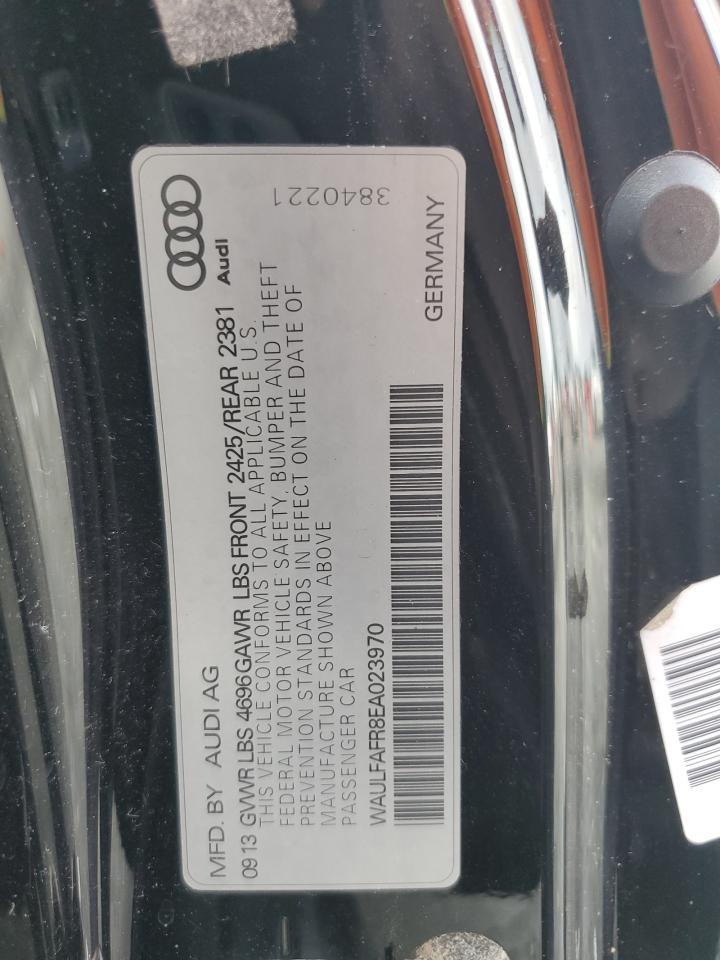 MFD. BY AUDI AG
Audi
0913 GVWR LBS 4696 GAWR LBS FRONT 2425/REAR 2381
THIS VEHICLE CONFORMS TO ALL APPLICABLE U.S.
FEDERAL MOTOR VEHICLE SAFETY, BUMPER AND THEFT
PREVENTION STANDARDS IN EFFECT ON THE DATE OF
MANUFACTURE SHOWN ABOVE
3840221
PASSENGER CAR
WAULFAFR8EA023970
GERMANY